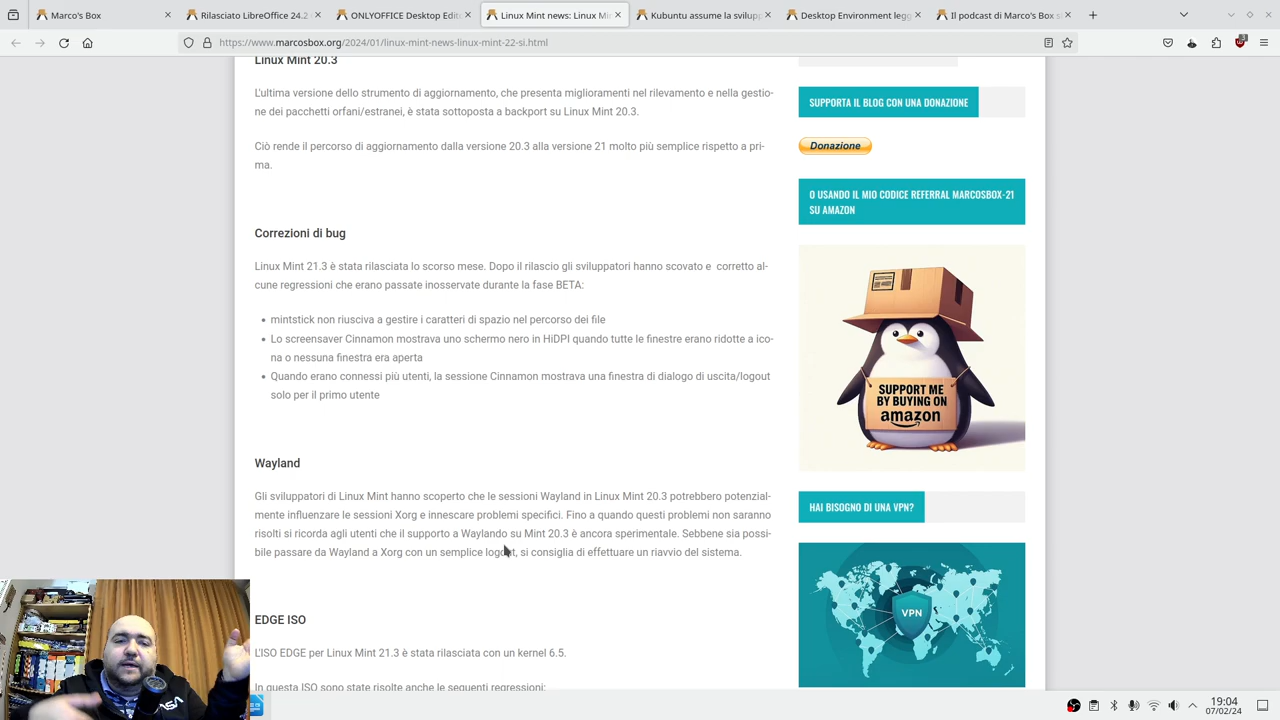 Marco's Box
Rilasciato LibreOffice 24.2
ONLYOFFICE Desktop Edit
Linux Mint news: Linux Min
Kubuntu assume la svilupp
Desktop Environment legg
Il podcast di Marco's Box s
https://www.marcosbox.org/2024/01/linux-mint-news-linux-mint-22-si.html
Linux Mint 20.3
L'ultima versione dello strumento di aggiornamento, che presenta miglioramenti nel rilevamento e nella gestio-
ne dei pacchetti orfani/estranei, è stata sottoposta a backport su Linux Mint 20.3.
Ciò rende il percorso di aggiornamento dalla versione 20.3 alla versione 21 molto più semplice rispetto a pri-
ma.
Correzioni di bug
Linux Mint 21.3 è stata rilasciata lo scorso mese. Dopo il rilascio gli sviluppatori hanno scovato e corretto al-
cune regressioni che erano passate inosservate durante la fase BETA:
mintstick non riusciva a gestire i caratteri di spazio nel percorso dei file
Lo screensaver Cinnamon mostrava uno schermo nero in HiDPI quando tutte le finestre erano ridotte a ico-
na o nessuna finestra era aperta
Quando erano connessi più utenti, la sessione Cinnamon mostrava una finestra di dialogo di uscita/logout
solo per il primo utente
Wayland
Gli sviluppatori di Linux Mint hanno scoperto che le sessioni Wayland in Linux Mint 20.3 potrebbero potenzial-
mente influenzare le sessioni Xorg e innescare problemi specifici. Fino a quando questi problemi non saranno
risolti si ricorda agli utenti che il supporto a Waylando su Mint 20.3 è ancora sperimentale. Sebbene sia possi-
bile passare da Wayland a Xorg con un semplice logout, si consiglia di effettuare un riavvio del sistema.
EDGE ISO
L'ISO EDGE per Linux Mint 21.3 è stata rilasciata con un kernel 6.5.
In questa ISO sono state risolte anche le seguenti regressioni:
SUPPORTA IL BLOG CON UNA DONAZIONE
Donazione
O USANDO IL MIO CODICE REFERRAL MARCOSBOX-21
SU AMAZON
SUPPORT ME
BY BUYING ON
amazon
HAI BISOGNO DI UNA VPN?
VPN
19:04
07/02/24